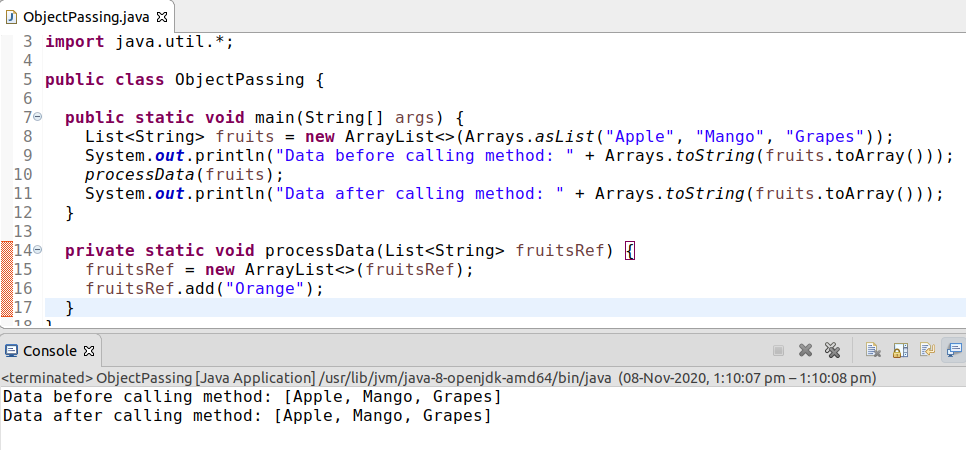 ObjectPassing.java
3 import java.util.*;
4
5 public class ObjectPassing {
6
7 public static void main(String[] args) {
8 List<String> fruits = new ArrayList<>(Arrays.asList("Apple", "Mango", "Grapes"));
9 System.out.println("Data before calling method: " + Arrays.toString(fruits.toArray()));
10 processData(fruits);
11 System.out.println("Data after calling method: " + Arrays.toString(fruits.toArray()));
12 }
13
14 private static void processData(List<String> fruitsRef) {
15 fruitsRef = new ArrayList<>(fruitsRef);
16 fruitsRef.add("Orange");
17 }
18 }
Console
<terminated> ObjectPassing [Java Application] /usr/lib/jvm/java-8-openjdk-amd64/bin/java (08-Nov-2020, 1:10:07 pm – 1:10:08 pm)
Data before calling method: [Apple, Mango, Grapes]
Data after calling method: [Apple, Mango, Grapes]